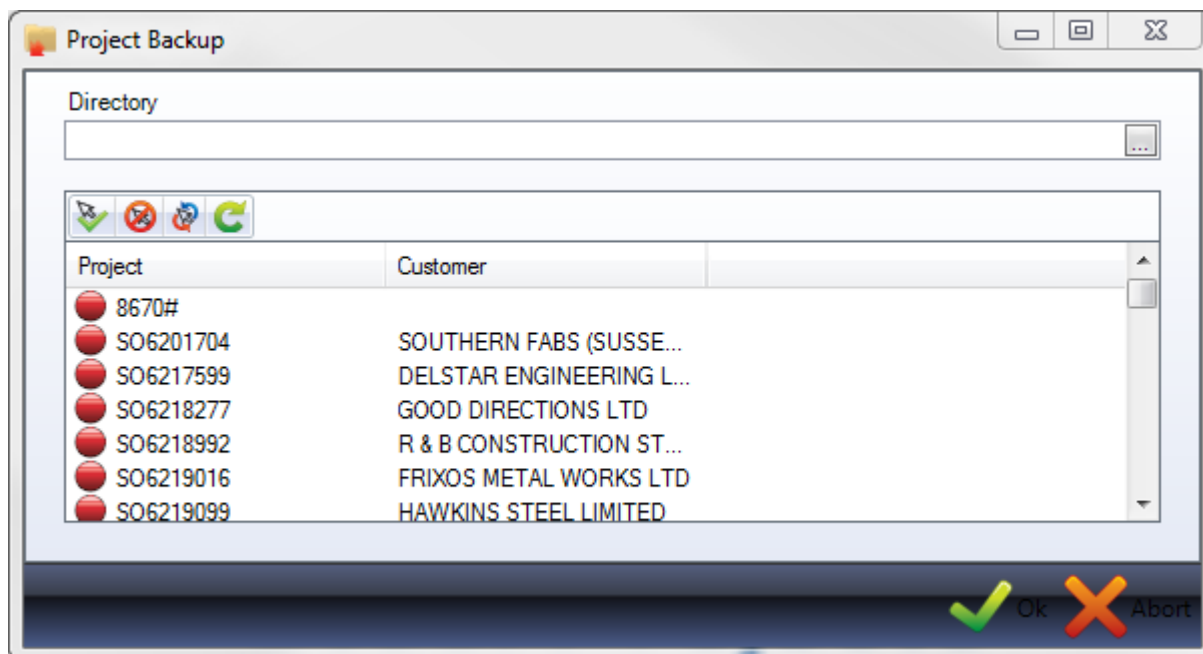 Project Backup
Directory
...
Project Customer
8670#
SO6201704 SOUTHERN FABS (SUSSE...
SO6217599 DELSTAR ENGINEERING L...
SO6218277 GOOD DIRECTIONS LTD
SO6218992 R & B CONSTRUCTION ST...
SO6219016 FRIXOS METAL WORKS LTD
SO6219099 HAWKINS STEEL LIMITED
Ok Abort